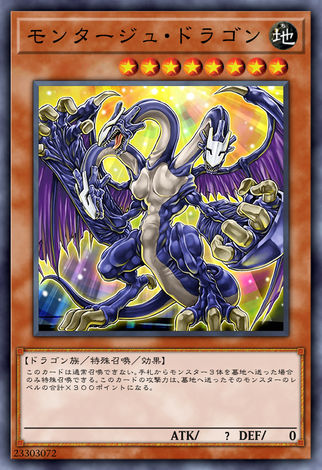 モンタージュ・ドラゴン
地
ち
【ドラゴン族／特殊召喚／効果】
このカードは通常召喚できない。手札からモンスター３体を墓地へ送った場合
のみ特殊召喚できる。このカードの攻撃力は、墓地へ送ったそのモンスターのレ
ベルの合計×３００ポイントになる。
ATK/ ? DEF/ 0
23303072